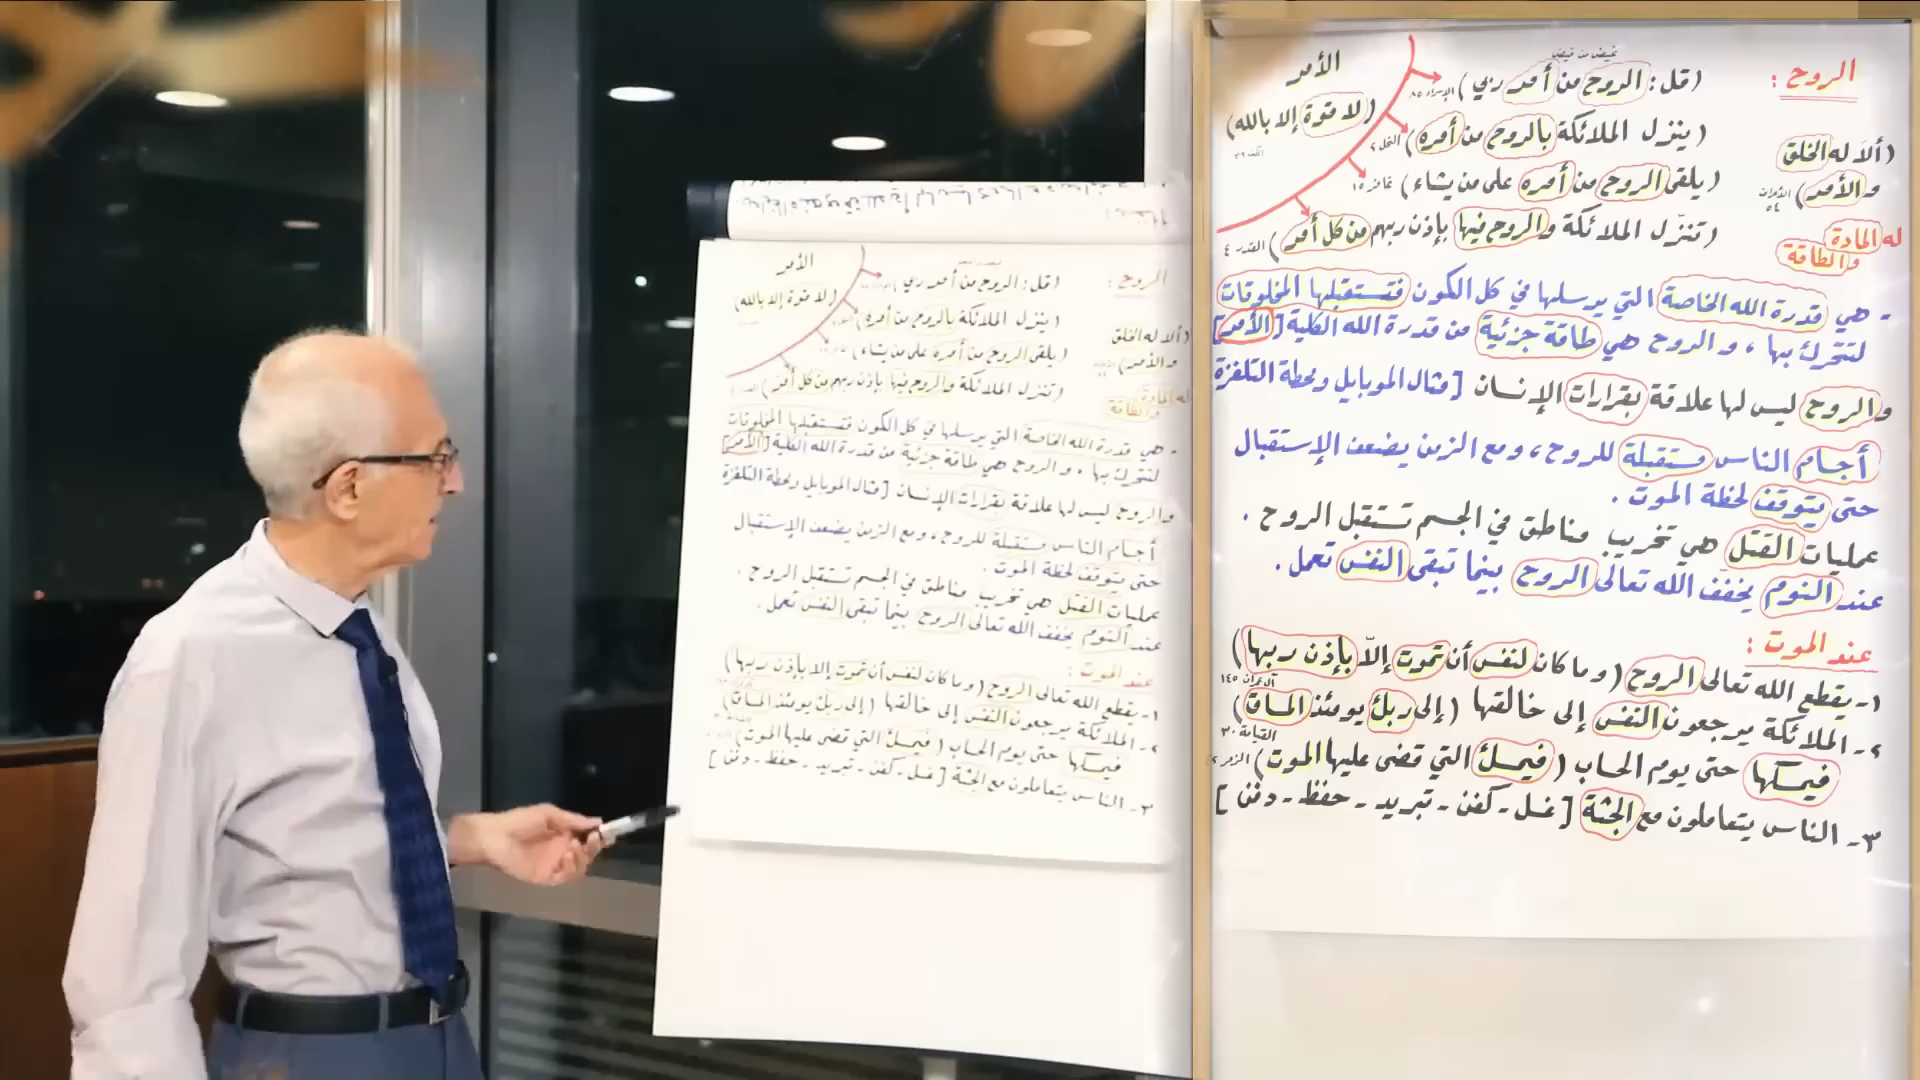 الروح :
فيض من فيض
(قل : الروح من أمر ربي) الإسراء ٨٥
الأمر
(لا قوة إلا بالله)
الكهف ٣٩
(ينزل الملائكة بالروح من أمره) النحل ٢
(ألا له الخلق
والأمر) الأعراف ٥٤
(يلقي الروح من أمره على من يشاء) غافر ١٥
(تنزّل الملائكة والروح فيها بإذن ربهم من كل أمر) القدر ٤
له المادة
والطاقة
- هي قدرة الله الخاصة التي يرسلها في كل الكون فتستقبلها المخلوقات
لتتحرك بها ، والروح هي طاقة جزئية من قدرة الله الكلية [الأمر]
والروح ليس لها علاقة بقرارات الإنسان [مثال الموبايل ومحطة التلفزة
أجسام الناس مستقبلة للروح ، ومع الزمن يضعف الإستقبال
حتى يتوقف لحظة الموت .
عمليات القتل هي تخريب مناطق في الجسم تستقبل الروح .
عند النوم يخفف الله تعالى الروح بينما تبقى النفس تعمل .
عند الموت :
١- يقطع الله تعالى الروح (وما كان لنفس أن تموت إلاّ بإذن ربها)
آل عمران ١٤٥
٢- الملائكة يرجعون النفس إلى خالقها (إلى ربك يومئذ المساق)
القيامة ٣٠
فيمسكها حتى يوم الحساب (فيمسك التي قضى عليها الموت) الزمر
٣- الناس يتعاملون مع الجثة [غسل - كفن - تبريد - حفظ - دفن]